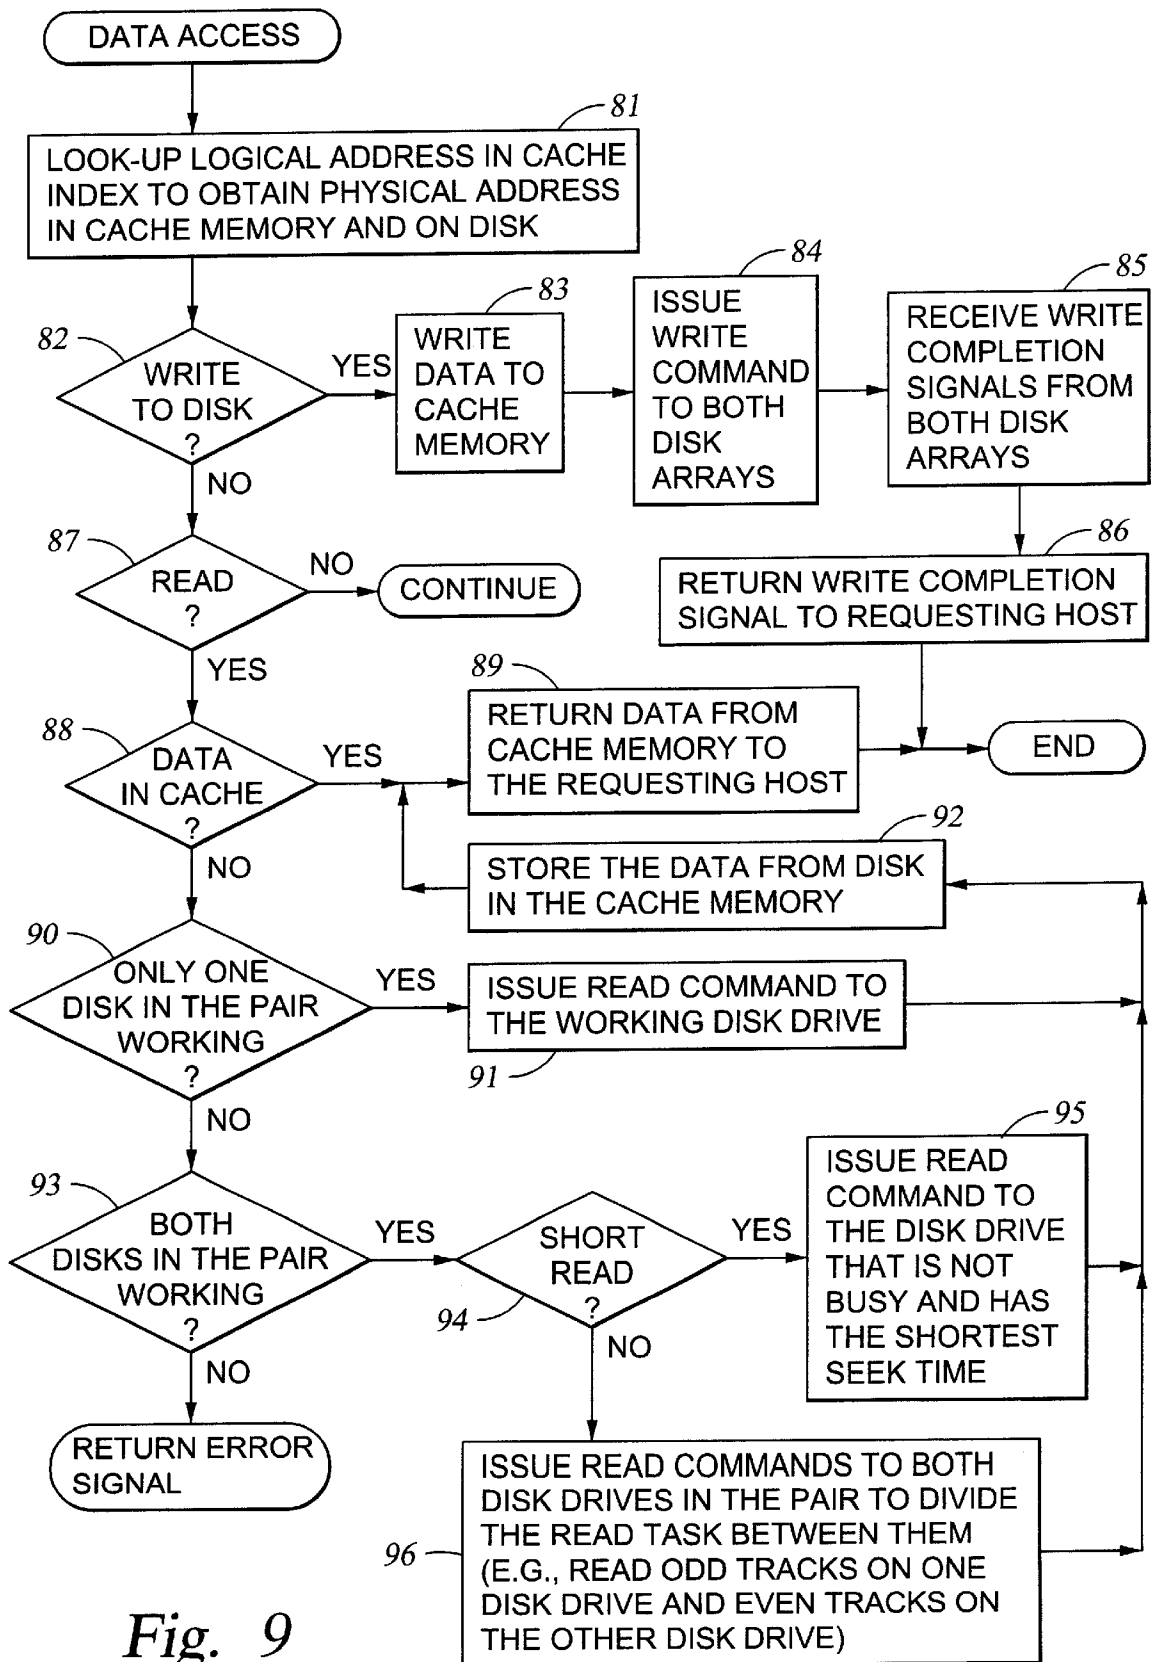 DATA ACCESS
81
LOOK-UP LOGICAL ADDRESS IN CACHE
INDEX TO OBTAIN PHYSICAL ADDRESS
IN CACHE MEMORY AND ON DISK
82
WRITE
TO DISK
?
YES
NO
83
WRITE
DATA TO
CACHE
MEMORY
84
ISSUE
WRITE
COMMAND
TO BOTH
DISK
ARRAYS
85
RECEIVE WRITE
COMPLETION
SIGNALS FROM
BOTH DISK
ARRAYS
86
RETURN WRITE COMPLETION
SIGNAL TO REQUESTING HOST
87
READ
?
NO
CONTINUE
YES
88
DATA
IN CACHE
?
YES
NO
89
RETURN DATA FROM
CACHE MEMORY TO
THE REQUESTING HOST
END
92
STORE THE DATA FROM DISK
IN THE CACHE MEMORY
90
ONLY ONE
DISK IN THE PAIR
WORKING
?
YES
NO
ISSUE READ COMMAND TO
THE WORKING DISK DRIVE
91
93
BOTH
DISKS IN THE PAIR
WORKING
?
YES
NO
RETURN ERROR
SIGNAL
SHORT
READ
?
94
YES
NO
95
ISSUE READ
COMMAND TO
THE DISK DRIVE
THAT IS NOT
BUSY AND HAS
THE SHORTEST
SEEK TIME
96
ISSUE READ COMMANDS TO BOTH
DISK DRIVES IN THE PAIR TO DIVIDE
THE READ TASK BETWEEN THEM
(E.G., READ ODD TRACKS ON ONE
DISK DRIVE AND EVEN TRACKS ON
THE OTHER DISK DRIVE)
Fig. 9